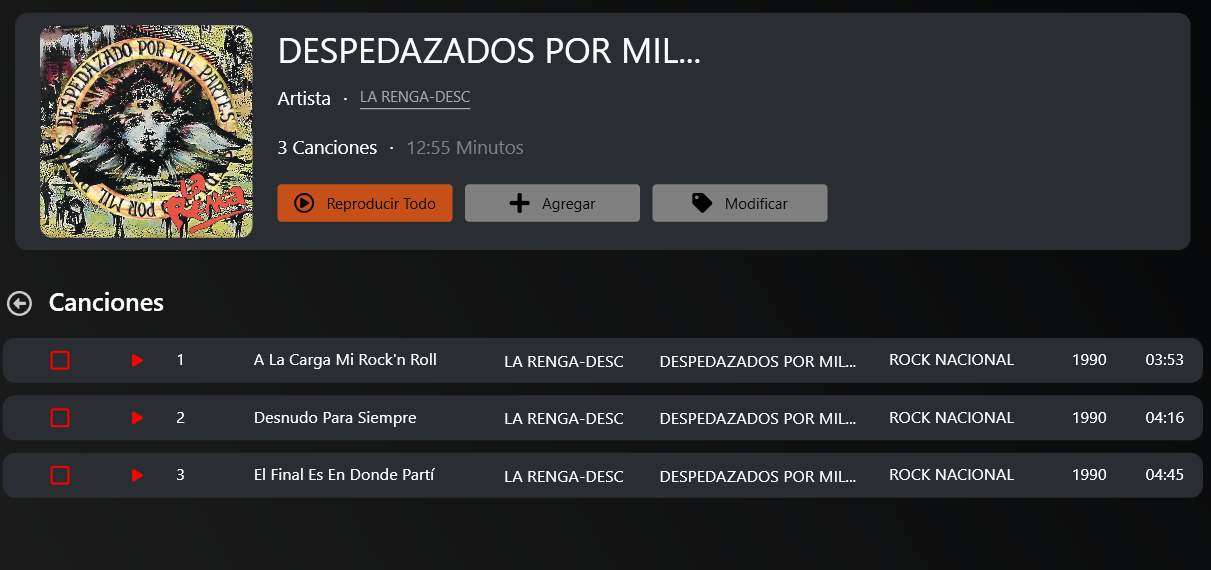 DESPEDAZADO POR MIL PARTES
POR MIL
LA RENGA
DESPEDAZADOS POR MIL...
Artista · LA RENGA-DESC
3 Canciones · 12:55 Minutos
Reproducir Todo Agregar Modificar
Canciones
1 A La Carga Mi Rock'n Roll LA RENGA-DESC DESPEDAZADOS POR MIL... ROCK NACIONAL 1990 03:53
2 Desnudo Para Siempre LA RENGA-DESC DESPEDAZADOS POR MIL... ROCK NACIONAL 1990 04:16
3 El Final Es En Donde Partí LA RENGA-DESC DESPEDAZADOS POR MIL... ROCK NACIONAL 1990 04:45